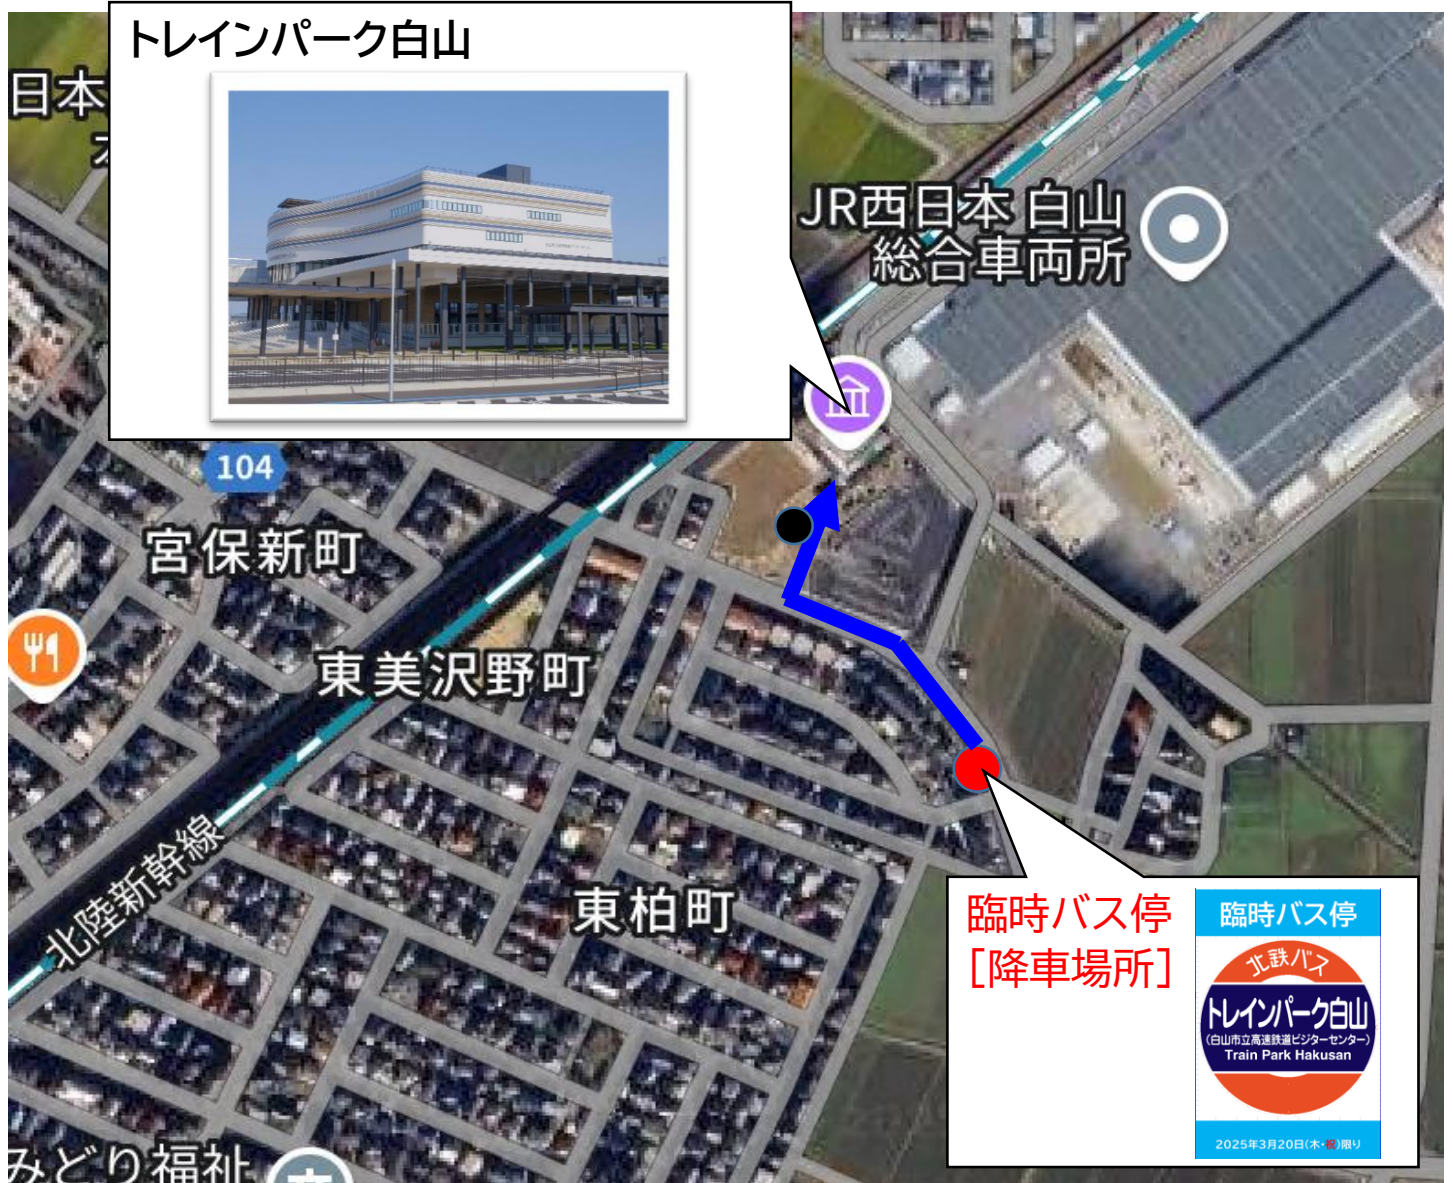 トレインパーク白山
日本
JR西日本 白山
総合車両所
104
宮保新町
東美沢野町
北陸新幹線
東柏町
臨時バス停
[降車場所]
臨時バス停
北鉄バス
トレインパーク白山
(白山市立高速鉄道ビジターセンター)
Train Park Hakusan
2025年3月20日(木・祝)限り
みどり福祉